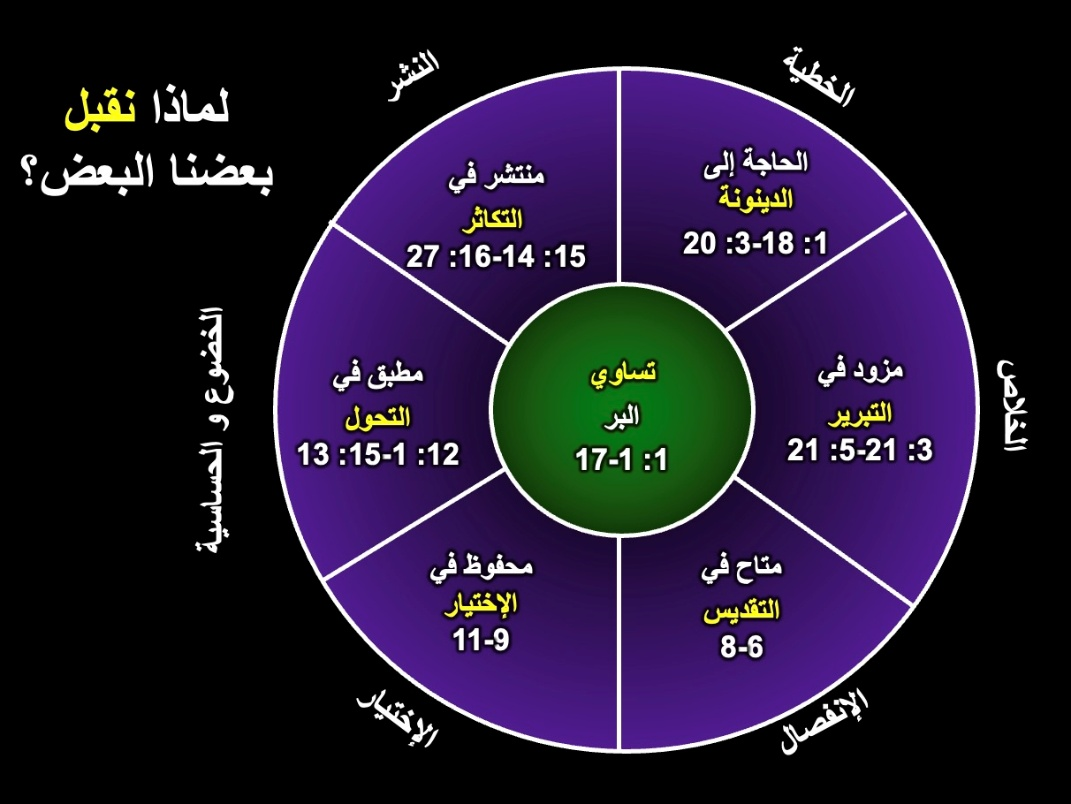 لماذا نقبل
بعضنا البعض؟
الخطية
الحاجة إلى
الدينونة
1: 18-3: 20
الخلاص
مزود في
التبرير
3: 21-5: 21
الإنفصال
متاح في
التقديس
6-8
الإختيار
محفوظ في
الإختيار
9-11
الخضوع و الحساسية
مطبق في
التحول
12: 1-15: 13
النشر
منتشر في
التكاثر
15: 14-16: 27
تساوي
البر
1: 1-17